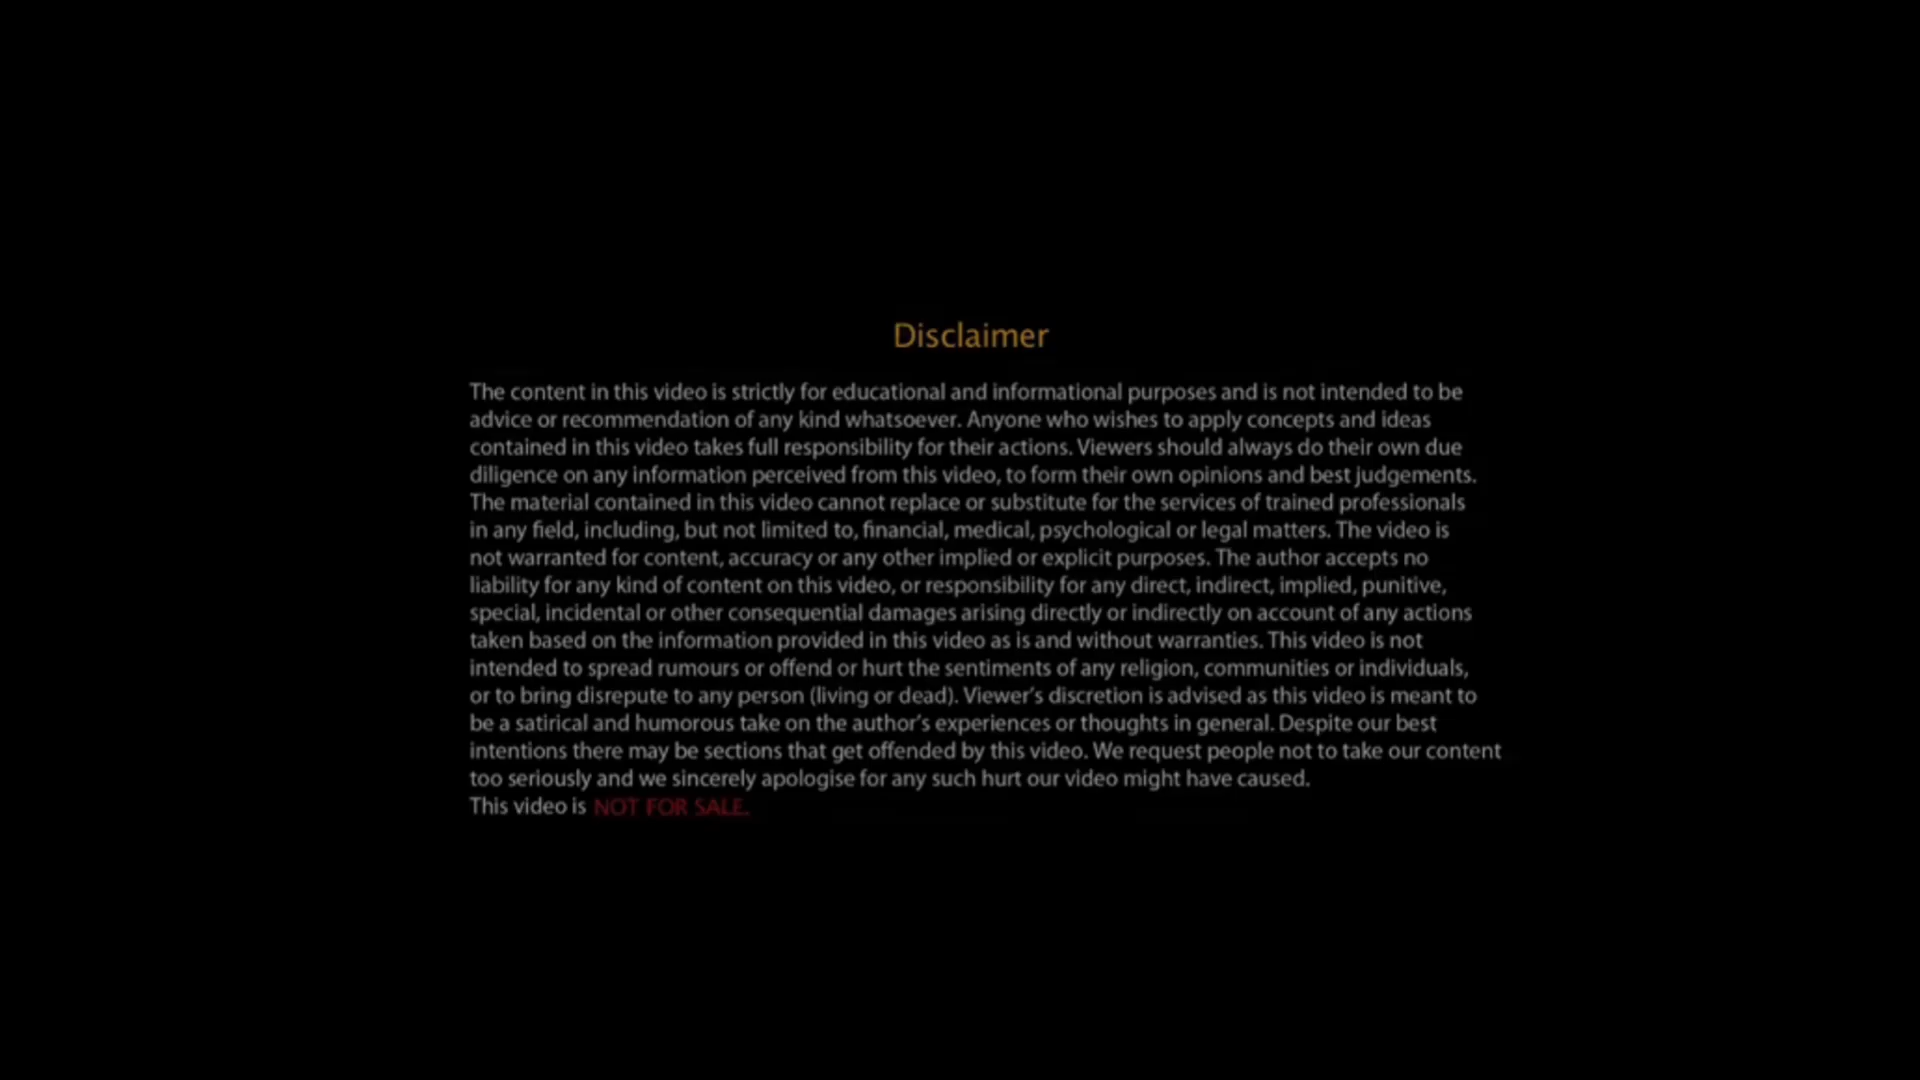 Disclaimer
The content in this video is strictly for educational and informational purposes and is not intended to be
advice or recommendation of any kind whatsoever. Anyone who wishes to apply concepts and ideas
contained in this video takes full responsibility for their actions. Viewers should always do their own due
diligence on any information perceived from this video, to form their own opinions and best judgements.
The material contained in this video cannot replace or substitute for the services of trained professionals
in any field, including, but not limited to, financial, medical, psychological or legal matters. The video is
not warranted for content, accuracy or any other implied or explicit purposes. The author accepts no
liability for any kind of content on this video, or responsibility for any direct, indirect, implied, punitive,
special, incidental or other consequential damages arising directly or indirectly on account of any actions
taken based on the information provided in this video as is and without warranties. This video is not
intended to spread rumours or offend or hurt the sentiments of any religion, communities or individuals,
or to bring disrepute to any person (living or dead). Viewer's discretion is advised as this video is meant to
be a satirical and humorous take on the author's experiences or thoughts in general. Despite our best
intentions there may be sections that get offended by this video. We request people not to take our content
too seriously and we sincerely apologise for any such hurt our video might have caused.
This video is NOT FOR SALE.